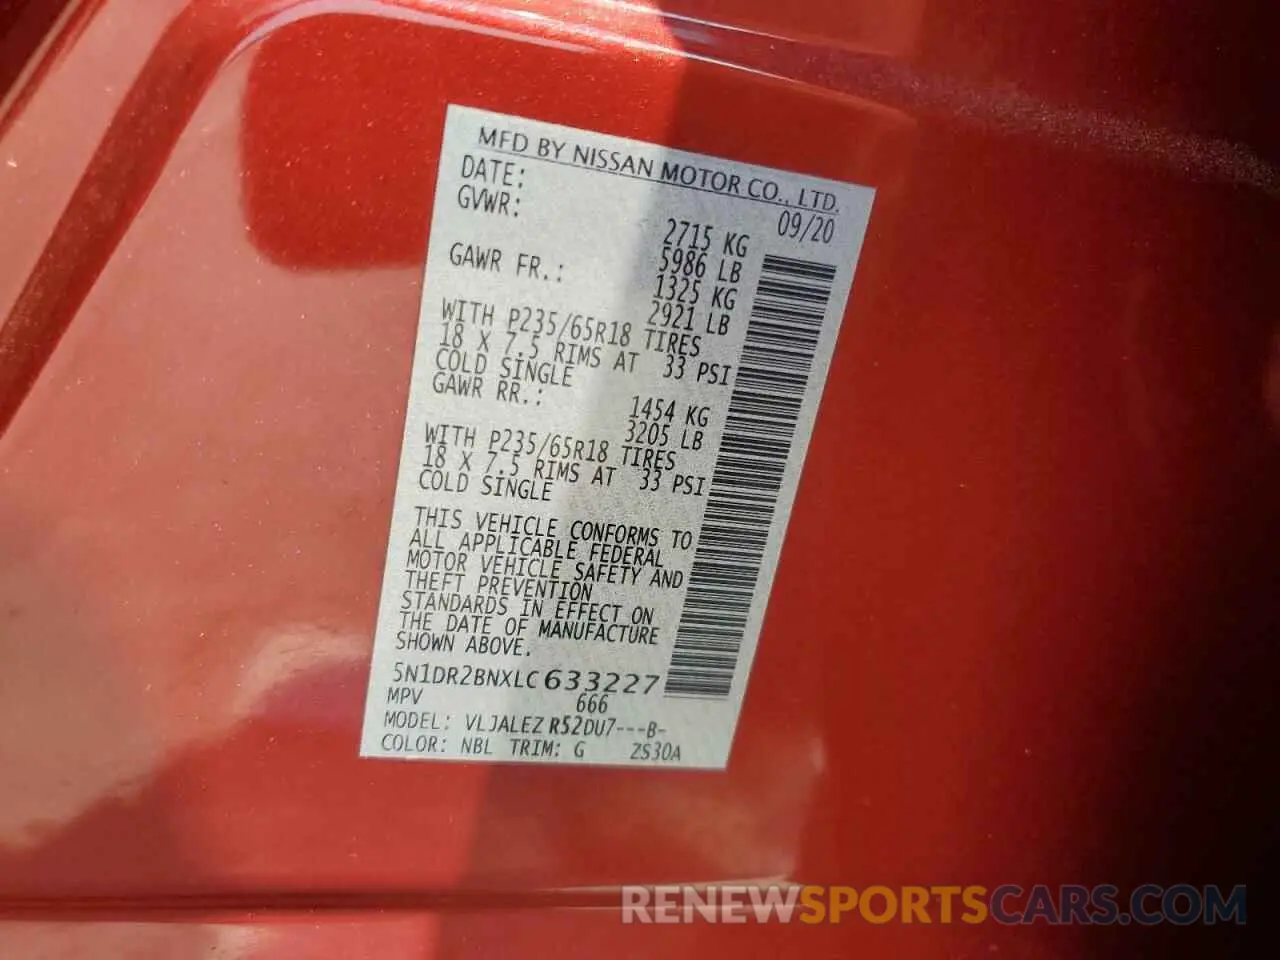 MFD BY NISSAN MOTOR CO., LTD.
DATE: 09/20
GVWR: 2715 KG
5986 LB
GAWR FR.: 1325 KG
2921 LB
WITH P235/65R18 TIRES
18 X 7.5 RIMS AT 33 PSI
COLD SINGLE
GAWR RR.: 1454 KG
3205 LB
WITH P235/65R18 TIRES
18 X 7.5 RIMS AT 33 PSI
COLD SINGLE
THIS VEHICLE CONFORMS TO
ALL APPLICABLE FEDERAL
MOTOR VEHICLE SAFETY AND
THEFT PREVENTION
STANDARDS IN EFFECT ON
THE DATE OF MANUFACTURE
SHOWN ABOVE.
5N1DR2BNXLC633227
MPV 666
MODEL: VLJALEZ R52DU7---B-
COLOR: NBL TRIM: G ZS30A
RENEWSPORTSCARS.COM